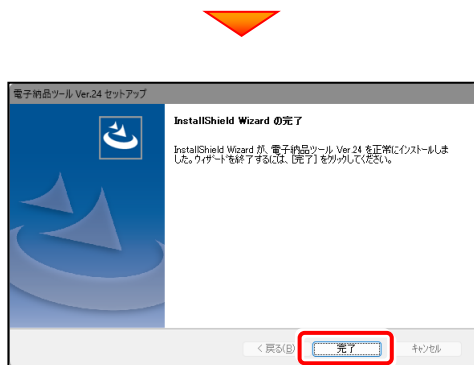 電子納品ツール Ver.24 セットアップ
InstallShield Wizard の完了
InstallShield Wizard が、電子納品ツール Ver.24 を正常にインストールしま
した。ウィザードを終了するには、[完了] をクリックしてください。
< 戻る(B)
完了
キャンセル